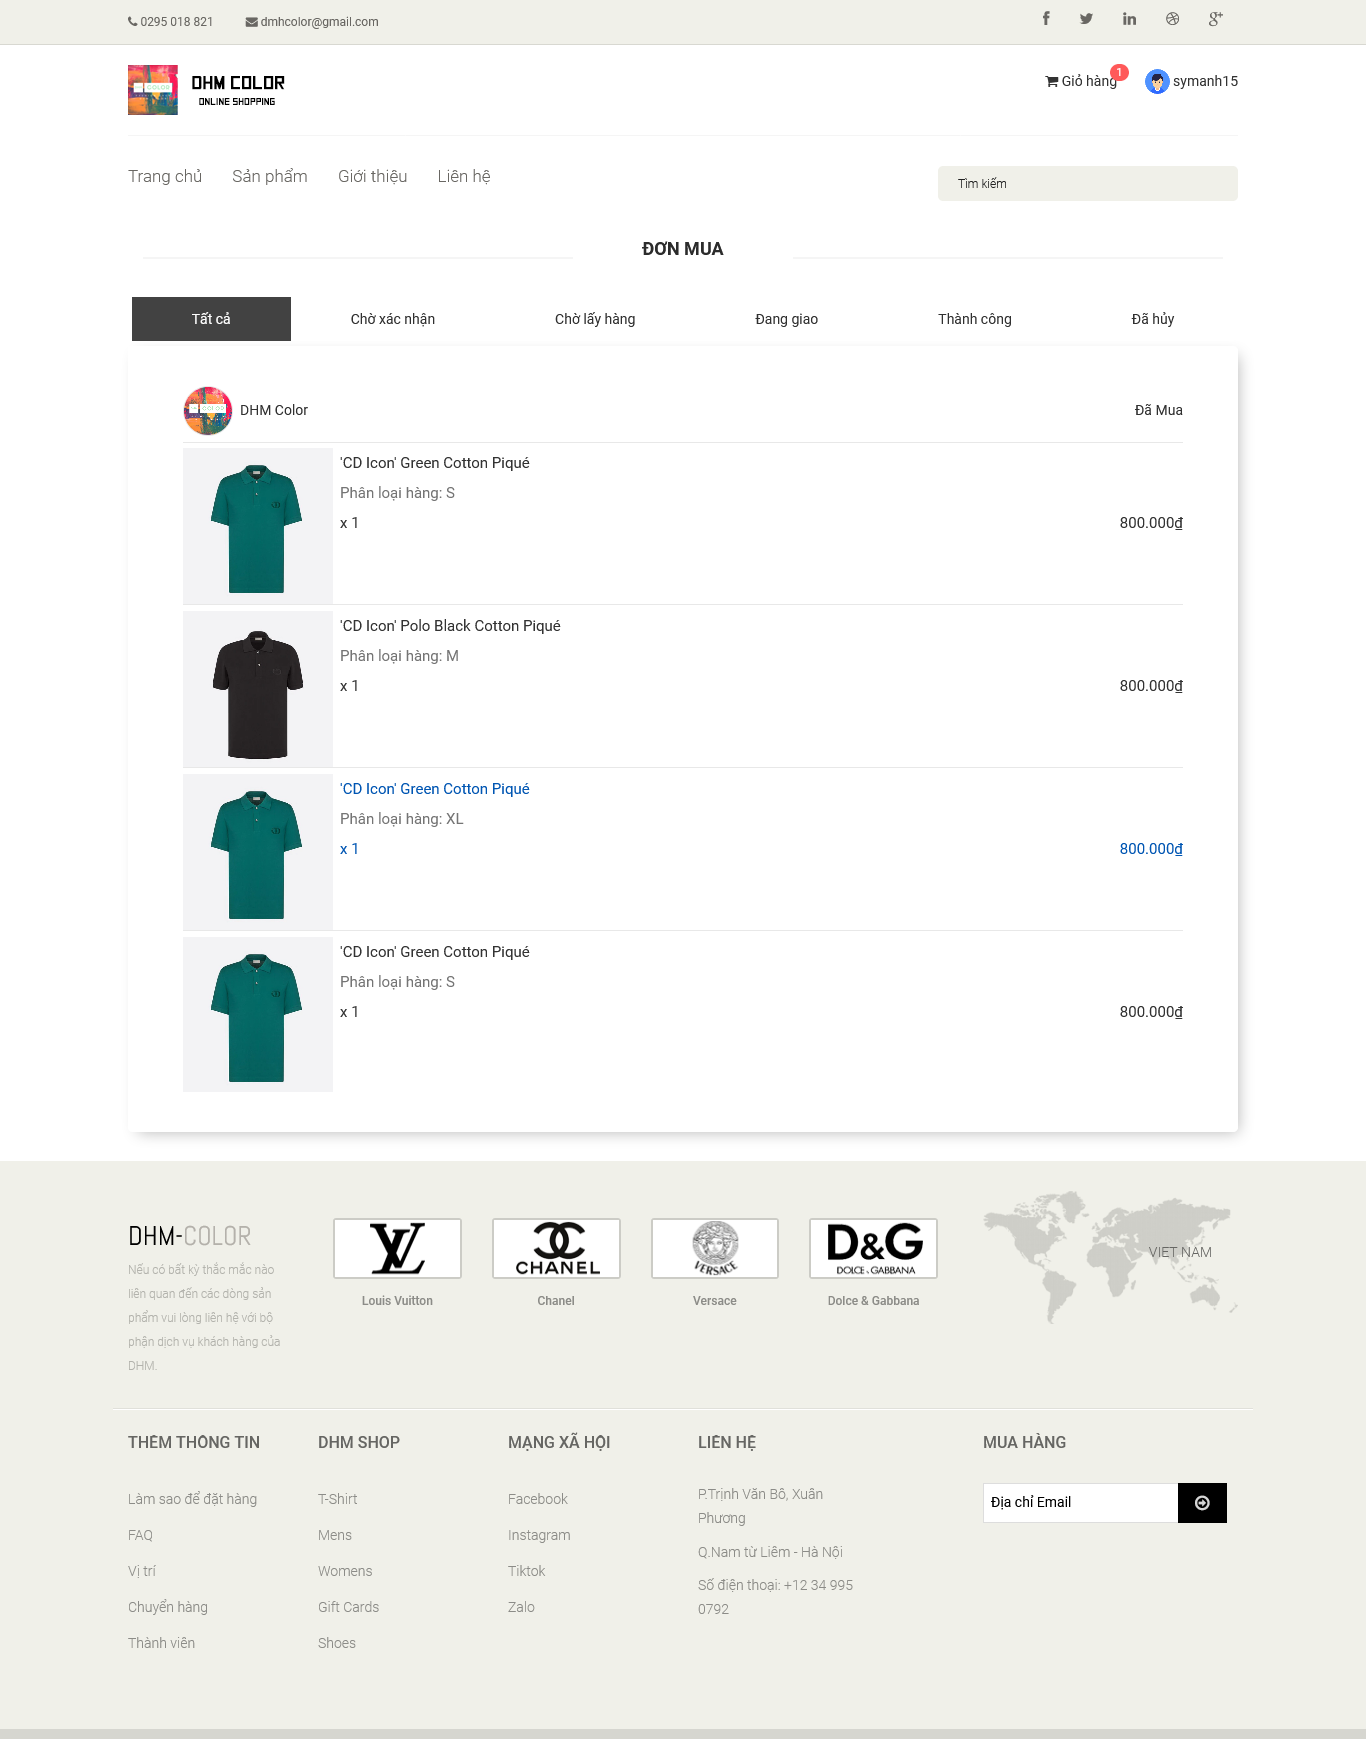 0295 018 821 dmhcolor@gmail.com
DHM COLOR
ONLINE SHOPPING
Giỏ hàng 1 symanh15
Trang chủ Sản phẩm Giới thiệu Liên hệ
Tìm kiếm
ĐƠN MUA
Tất cả Chờ xác nhận Chờ lấy hàng Đang giao Thành công Đã hủy
DHM Color Đã Mua
'CD Icon' Green Cotton Piqué
Phân loại hàng: S
x 1 800.000₫
'CD Icon' Polo Black Cotton Piqué
Phân loại hàng: M
x 1 800.000₫
'CD Icon' Green Cotton Piqué
Phân loại hàng: XL
x 1 800.000₫
'CD Icon' Green Cotton Piqué
Phân loại hàng: S
x 1 800.000₫
DHM-COLOR
Nếu có bất kỳ thắc mắc nào
liên quan đến các dòng sản
phẩm vui lòng liên hệ với bộ
phận dịch vụ khách hàng của
DHM.
LV
Louis Vuitton
CHANEL
Chanel
VERSACE
Versace
D&G
DOLCE & GABBANA
Dolce & Gabbana
VIET NAM
THÊM THÔNG TIN
Làm sao để đặt hàng
FAQ
Vị trí
Chuyển hàng
Thành viên
DHM SHOP
T-Shirt
Mens
Womens
Gift Cards
Shoes
MẠNG XÃ HỘI
Facebook
Instagram
Tiktok
Zalo
LIÊN HỆ
P.Trịnh Văn Bô, Xuân
Phương
Q.Nam từ Liêm - Hà Nội
Số điện thoại: +12 34 995
0792
MUA HÀNG
Địa chỉ Email